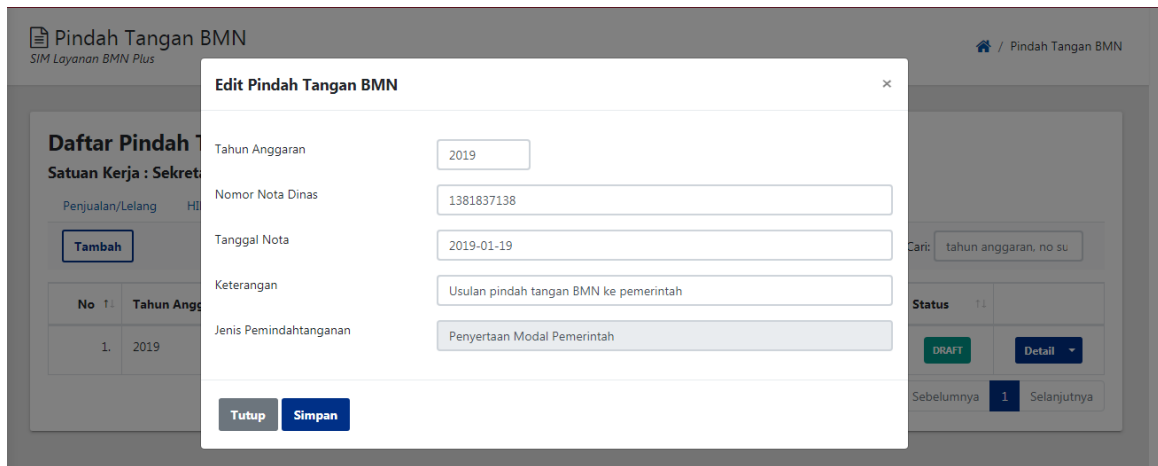 Pindah Tangan BMN
SIM Layanan BMN Plus
/ Pindah Tangan BMN
Edit Pindah Tangan BMN
×
Tahun Anggaran
2019
Nomor Nota Dinas
1381837138
Tanggal Nota
2019-01-19
Keterangan
Usulan pindah tangan BMN ke pemerintah
Jenis Pemindahtanganan
Penyertaan Modal Pemerintah
Tutup Simpan
Daftar Pindah
Satuan Kerja : Sekreta
Penjualan/Lelang
Tambah
Cari: tahun anggaran, no su
No Tahun Angg Status
1. 2019 DRAFT Detail
Sebelumnya 1 Selanjutnya